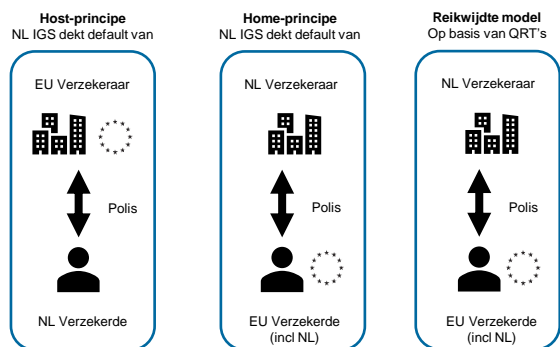 Host-principe
NL IGS dekt default van
EU Verzekeraar
Polis
NL Verzekerde
Home-principe
NL IGS dekt default van
NL Verzekeraar
Polis
EU Verzekerde
(incl NL)
Reikwijdte model
Op basis van QRT's
NL Verzekeraar
Polis
EU Verzekerde
(incl NL)